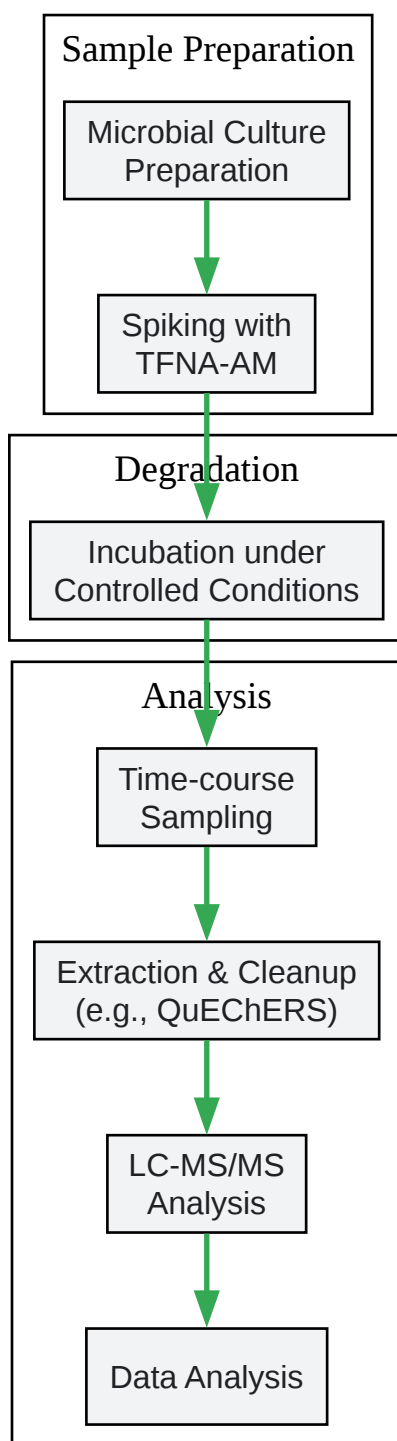 Sample Preparation
Microbial Culture
Preparation
Spiking with
TFNA-AM
Degradation
Incubation under
Controlled Conditions
Analysis
Time-course
Sampling
Extraction & Cleanup
(e.g., QuEChERS)
LC-MS/MS
Analysis
Data Analysis